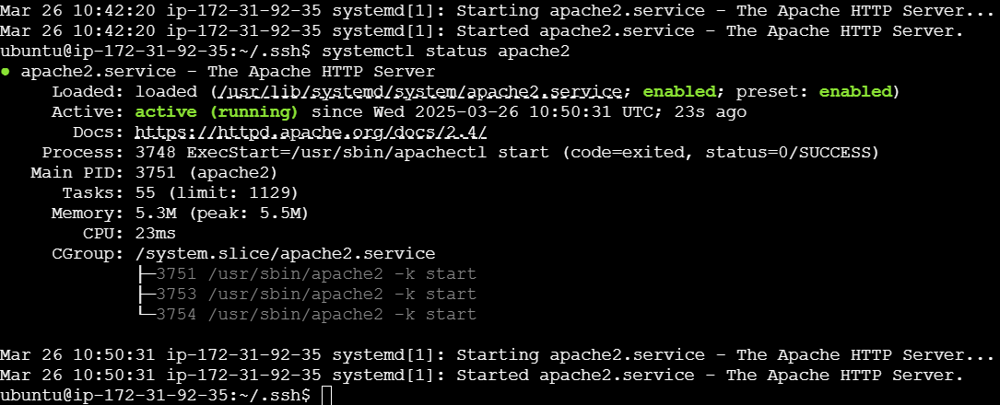 Mar 26 10:42:20 ip-172-31-92-35 systemd[1]: Starting apache2.service - The Apache HTTP Server...
Mar 26 10:42:20 ip-172-31-92-35 systemd[1]: Started apache2.service - The Apache HTTP Server.
ubuntu@ip-172-31-92-35:~/.ssh$ systemctl status apache2
● apache2.service - The Apache HTTP Server
     Loaded: loaded (/usr/lib/systemd/system/apache2.service; enabled; preset: enabled)
     Active: active (running) since Wed 2025-03-26 10:50:31 UTC; 23s ago
       Docs: https://httpd.apache.org/docs/2.4/
    Process: 3748 ExecStart=/usr/sbin/apachectl start (code=exited, status=0/SUCCESS)
   Main PID: 3751 (apache2)
      Tasks: 55 (limit: 1129)
     Memory: 5.3M (peak: 5.5M)
        CPU: 23ms
     CGroup: /system.slice/apache2.service
             ├─3751 /usr/sbin/apache2 -k start
             ├─3753 /usr/sbin/apache2 -k start
             └─3754 /usr/sbin/apache2 -k start
Mar 26 10:50:31 ip-172-31-92-35 systemd[1]: Starting apache2.service - The Apache HTTP Server...
Mar 26 10:50:31 ip-172-31-92-35 systemd[1]: Started apache2.service - The Apache HTTP Server.
ubuntu@ip-172-31-92-35:~/.ssh$